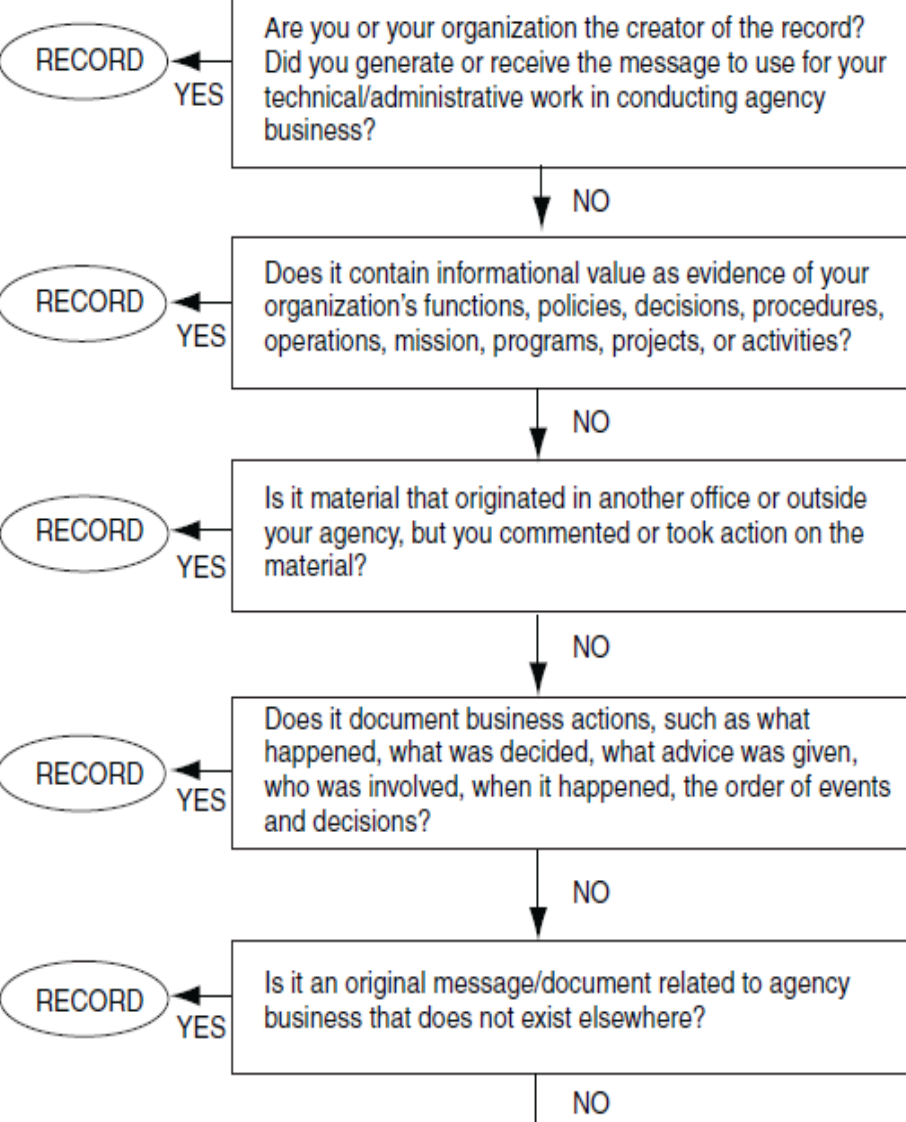 Are you or your organization the creator of the record?
RECORD
Did you generate or receive the message to use for your
YES
technical/administrative work in conducting agency
business?
NO
Does it contain informational value as evidence of your
RECORD
organization's functions, policies, decisions, procedures,
YES
operations, mission, programs, projects, or activities?
NO
Is it material that originated in another office or outside
RECORD
your agency, but you commented or took action on the
YES
material?
NO
Does it document business actions, such as what
happened, what was decided, what advice was given,
RECORD
who was involved, when it happened, the order of events
YES
and decisions?
NO
Is it an original message/document related to agency
RECORD
business that does not exist elsewhere?
YES
NO